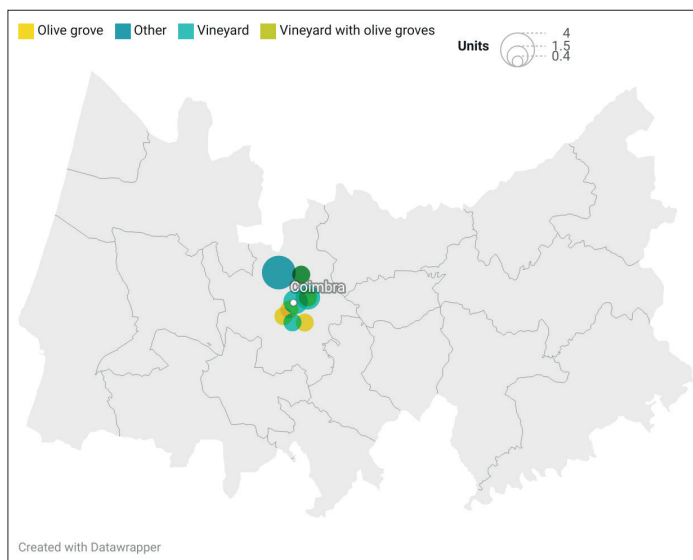 Olive grove Other Vineyard Vineyard with olive groves
Units
4
1.5
0.4
Coimbra
Created with Datawrapper